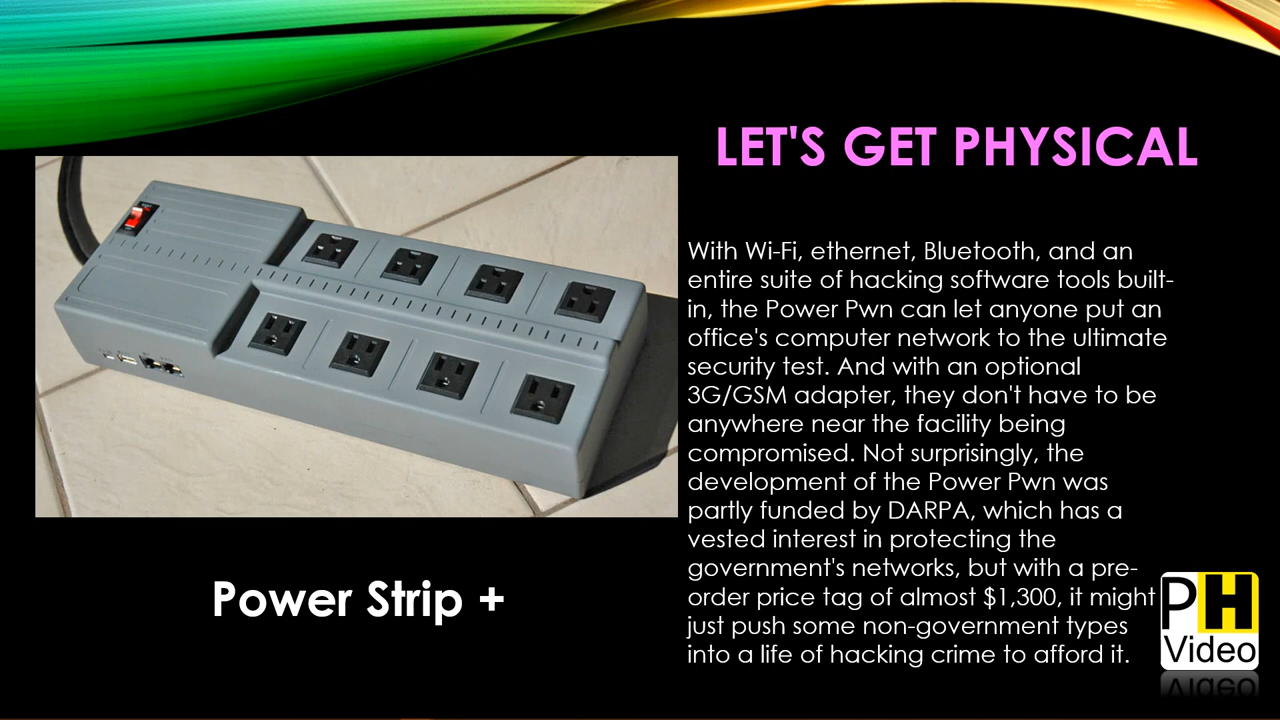 LET'S GET PHYSICAL
With Wi-Fi, ethernet, Bluetooth, and an
entire suite of hacking software tools built-
in, the Power Pwn can let anyone put an
office's computer network to the ultimate
security test. And with an optional
3G/GSM adapter, they don't have to be
anywhere near the facility being
compromised. Not surprisingly, the
development of the Power Pwn was
partly funded by DARPA, which has a
vested interest in protecting the
government's networks, but with a pre-
order price tag of almost $1,300, it might
just push some non-government types
into a life of hacking crime to afford it.
Power Strip +
PH
Video